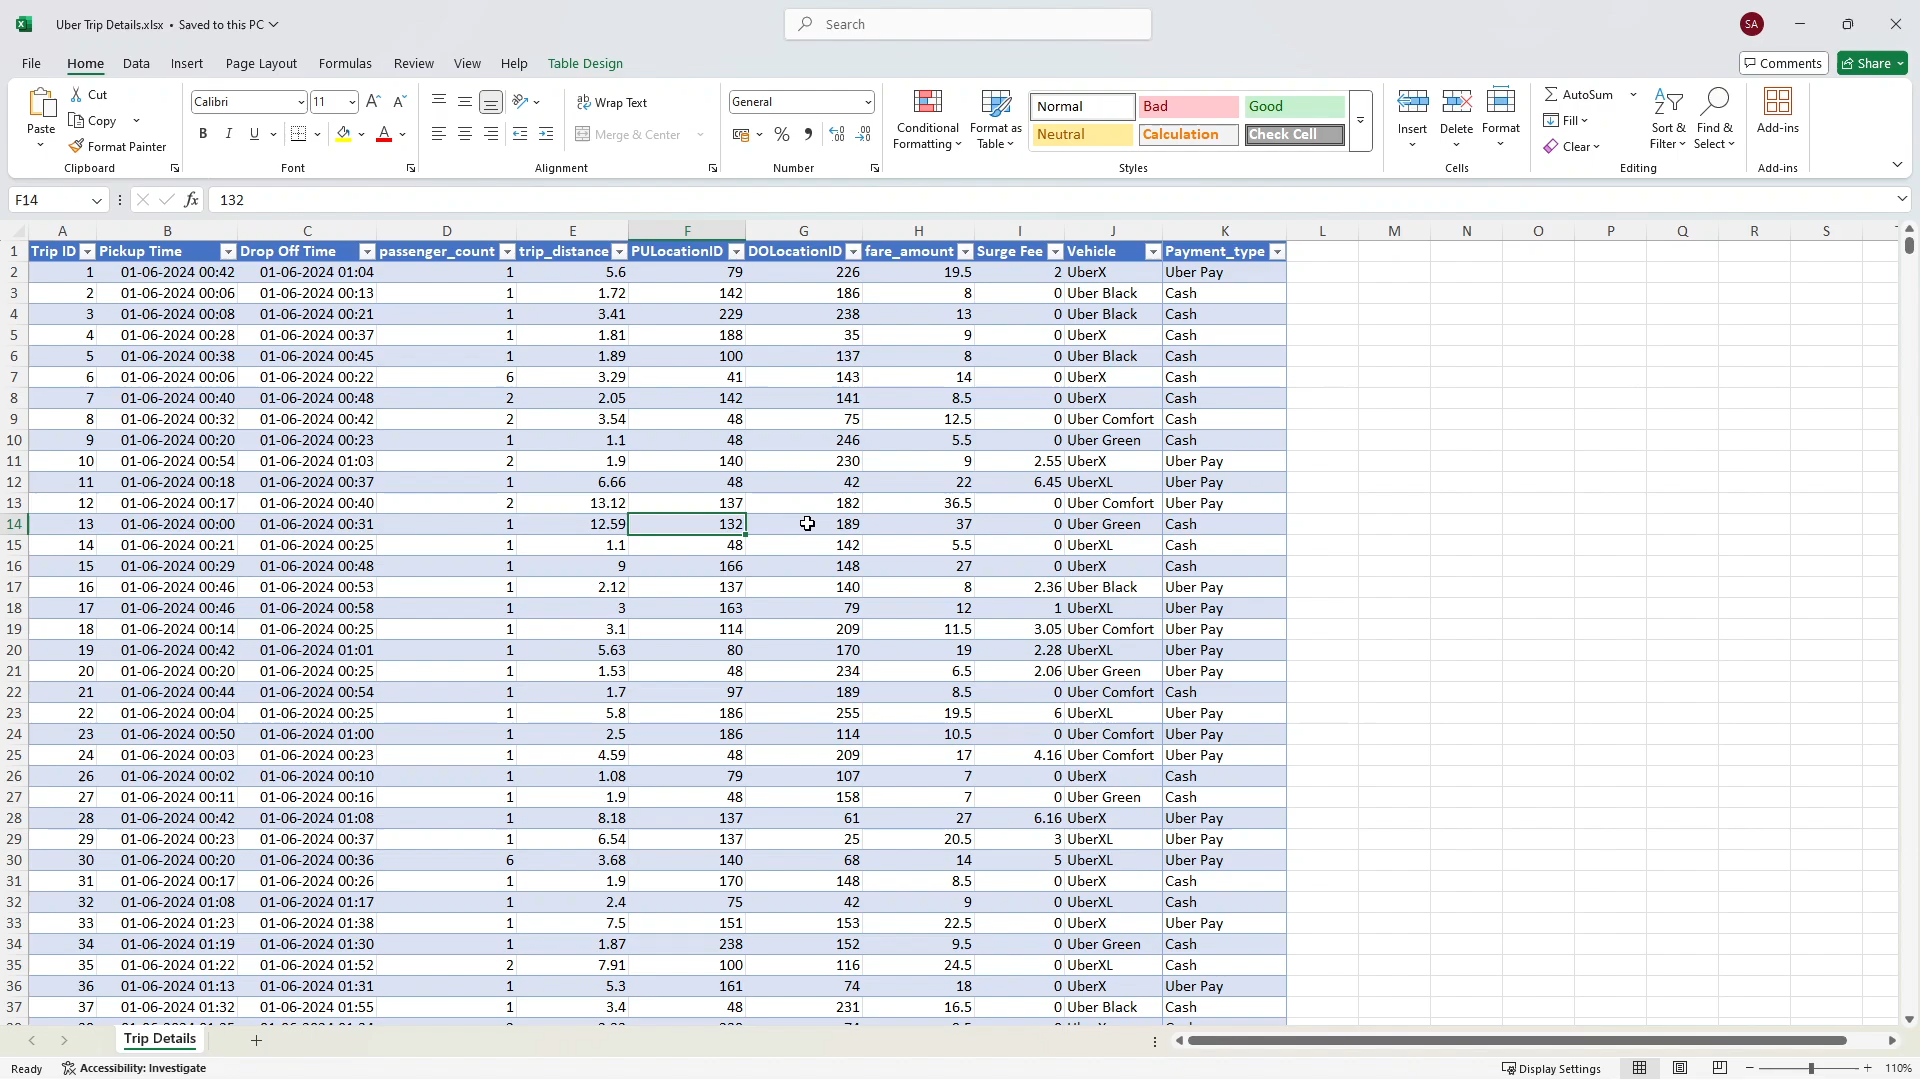 Uber Trip Details.xlsx • Saved to this PC
Search
SA
File Home Data Insert Page Layout Formulas Review View Help Table Design
Comments Share
Paste Cut Copy Format Painter Clipboard
Calibri 11 B I U A Font
Wrap Text Merge & Center Alignment
General % Number
Conditional Formatting Format as Table
Normal Bad Good
Neutral Calculation Check Cell
Styles
Insert Delete Format Cells
AutoSum Fill Clear Sort & Filter Find & Select Editing
Add-ins Add-ins
F14 fx 132
A B C D E F G H I J K L M N O P Q R S
1 Trip ID Pickup Time Drop Off Time passenger_count trip_distance PULocationID DOLocationID fare_amount Surge Fee Vehicle Payment_type
2 1 01-06-2024 00:42 01-06-2024 01:04 1 5.6 79 226 19.5 2 UberX Uber Pay
3 2 01-06-2024 00:06 01-06-2024 00:13 1 1.72 142 186 8 0 Uber Black Cash
4 3 01-06-2024 00:08 01-06-2024 00:21 1 3.41 229 238 13 0 Uber Black Cash
5 4 01-06-2024 00:28 01-06-2024 00:37 1 1.81 188 35 9 0 UberX Cash
6 5 01-06-2024 00:38 01-06-2024 00:45 1 1.89 100 137 8 0 Uber Black Cash
7 6 01-06-2024 00:06 01-06-2024 00:22 6 3.29 41 143 14 0 UberX Cash
8 7 01-06-2024 00:40 01-06-2024 00:48 2 2.05 142 141 8.5 0 UberX Cash
9 8 01-06-2024 00:32 01-06-2024 00:42 2 3.54 48 75 12.5 0 Uber Comfort Cash
10 9 01-06-2024 00:20 01-06-2024 00:23 1 1.1 48 246 5.5 0 Uber Green Cash
11 10 01-06-2024 00:54 01-06-2024 01:03 2 1.9 140 230 9 2.55 UberX Uber Pay
12 11 01-06-2024 00:18 01-06-2024 00:37 1 6.66 48 42 22 6.45 UberXL Uber Pay
13 12 01-06-2024 00:17 01-06-2024 00:40 2 13.12 137 182 36.5 0 Uber Comfort Uber Pay
14 13 01-06-2024 00:00 01-06-2024 00:31 1 12.59 132 189 37 0 Uber Green Cash
15 14 01-06-2024 00:21 01-06-2024 00:25 1 1.1 48 142 5.5 0 UberXL Cash
16 15 01-06-2024 00:29 01-06-2024 00:48 1 9 166 148 27 0 UberX Cash
17 16 01-06-2024 00:46 01-06-2024 00:53 1 2.12 137 140 8 2.36 Uber Black Uber Pay
18 17 01-06-2024 00:46 01-06-2024 00:58 1 3 163 79 12 1 UberXL Uber Pay
19 18 01-06-2024 00:14 01-06-2024 00:25 1 3.1 114 209 11.5 3.05 Uber Comfort Uber Pay
20 19 01-06-2024 00:42 01-06-2024 01:01 1 5.63 80 170 19 2.28 UberXL Uber Pay
21 20 01-06-2024 00:20 01-06-2024 00:25 1 1.53 48 234 6.5 2.06 Uber Green Uber Pay
22 21 01-06-2024 00:44 01-06-2024 00:54 1 1.7 97 189 8.5 0 Uber Comfort Cash
23 22 01-06-2024 00:04 01-06-2024 00:25 1 5.8 186 255 19.5 6 UberXL Uber Pay
24 23 01-06-2024 00:50 01-06-2024 01:00 1 2.5 186 114 10.5 0 Uber Comfort Uber Pay
25 24 01-06-2024 00:03 01-06-2024 00:23 1 4.59 48 209 17 4.16 Uber Comfort Uber Pay
26 26 01-06-2024 00:02 01-06-2024 00:10 1 1.08 79 107 7 0 UberX Cash
27 27 01-06-2024 00:11 01-06-2024 00:16 1 1.9 48 158 7 0 Uber Green Cash
28 28 01-06-2024 00:42 01-06-2024 01:08 1 8.18 137 61 27 6.16 UberX Uber Pay
29 29 01-06-2024 00:23 01-06-2024 00:37 1 6.54 137 25 20.5 3 UberXL Uber Pay
30 30 01-06-2024 00:20 01-06-2024 00:36 6 3.68 140 68 14 5 UberXL Uber Pay
31 31 01-06-2024 00:17 01-06-2024 00:26 1 1.9 170 148 8.5 0 UberX Cash
32 32 01-06-2024 01:08 01-06-2024 01:17 1 2.4 75 42 9 0 UberXL Cash
33 33 01-06-2024 01:23 01-06-2024 01:38 1 7.5 151 153 22.5 0 UberX Uber Pay
34 34 01-06-2024 01:19 01-06-2024 01:30 1 1.87 238 152 9.5 0 Uber Green Cash
35 35 01-06-2024 01:22 01-06-2024 01:52 2 7.91 100 116 24.5 0 UberXL Cash
36 36 01-06-2024 01:13 01-06-2024 01:31 1 5.3 161 74 18 0 UberX Uber Pay
37 37 01-06-2024 01:32 01-06-2024 01:55 1 3.4 48 231 16.5 0 Uber Black Cash
Trip Details
Ready Accessibility: Investigate Display Settings 110%